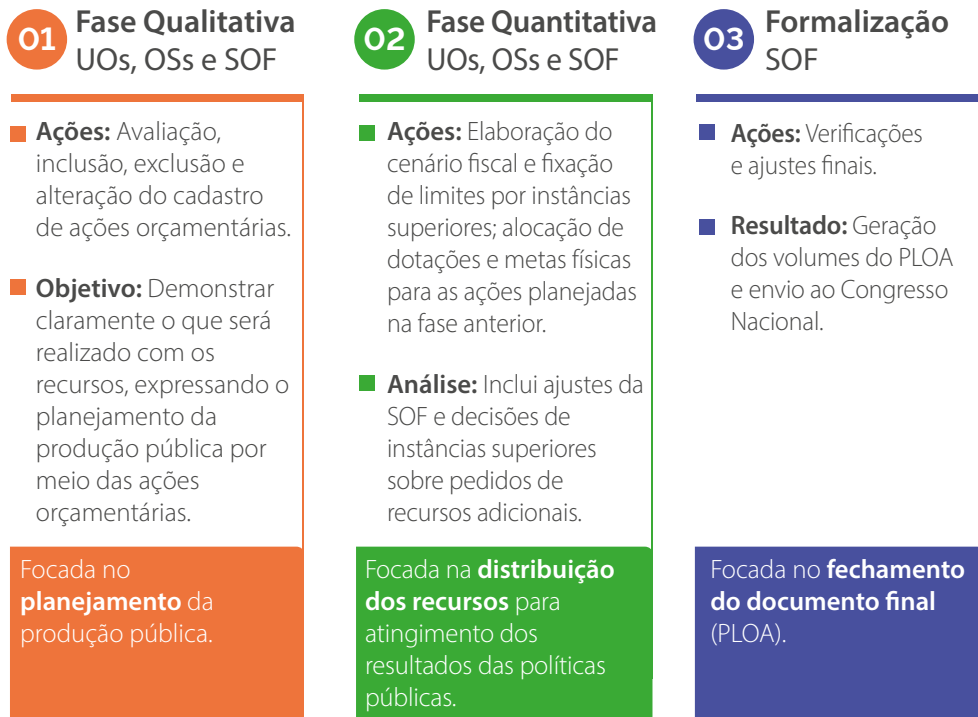 01
Fase Qualitativa
UOs, OSs e SOF
Ações: Avaliação,
inclusão, exclusão e
alteração do cadastro
de ações orçamentárias.
Objetivo: Demonstrar
claramente o que será
realizado com os
recursos, expressando o
planejamento da
produção pública por
meio das ações
orçamentárias.
Focada no
planejamento da
produção pública.
02
Fase Quantitativa
UOs, OSs e SOF
Ações: Elaboração do
cenário fiscal e fixação
de limites por instâncias
superiores; alocação de
dotações e metas físicas
para as ações planejadas
na fase anterior.
Análise: Inclui ajustes da
SOF e decisões de
instâncias superiores
sobre pedidos de
recursos adicionais.
Focada na distribuição
dos recursos para
atingimento dos
resultados das políticas
públicas.
03
Formalização
SOF
Ações: Verificações
e ajustes finais.
Resultado: Geração
dos volumes do PLOA
e envio ao Congresso
Nacional.
Focada no fechamento
do documento final
(PLOA).